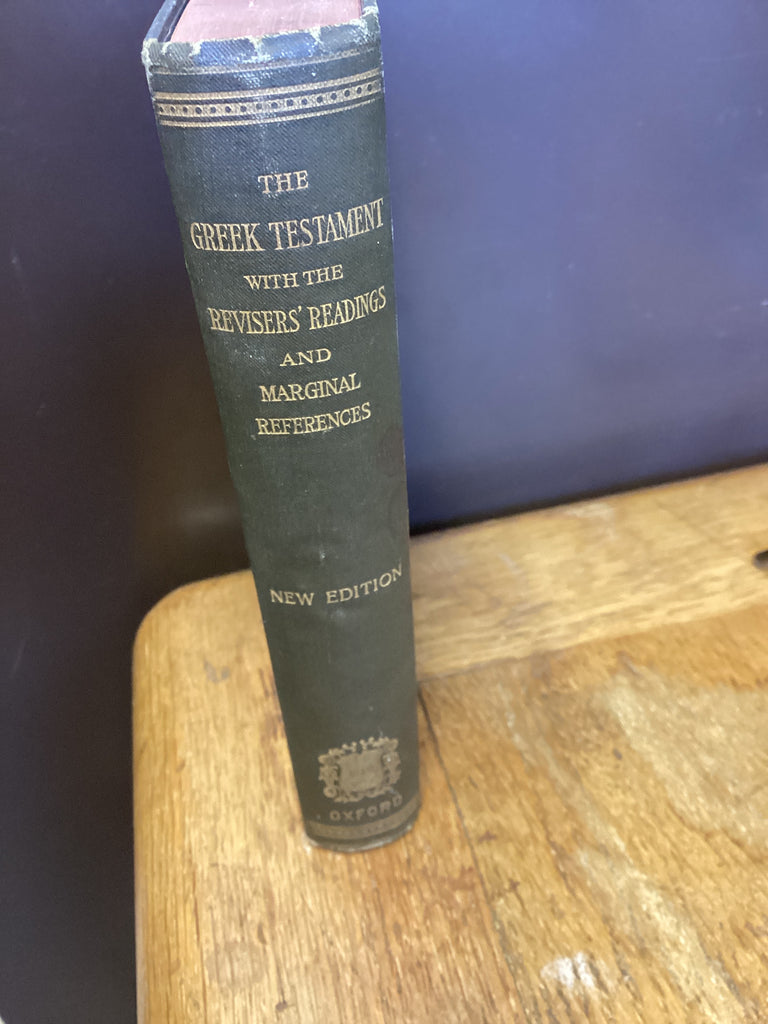 THE
GREEK TESTAMENT
WITH THE
REVISERS' READINGS
AND
MARGINAL
REFERENCES
NEW EDITION
OXFORD